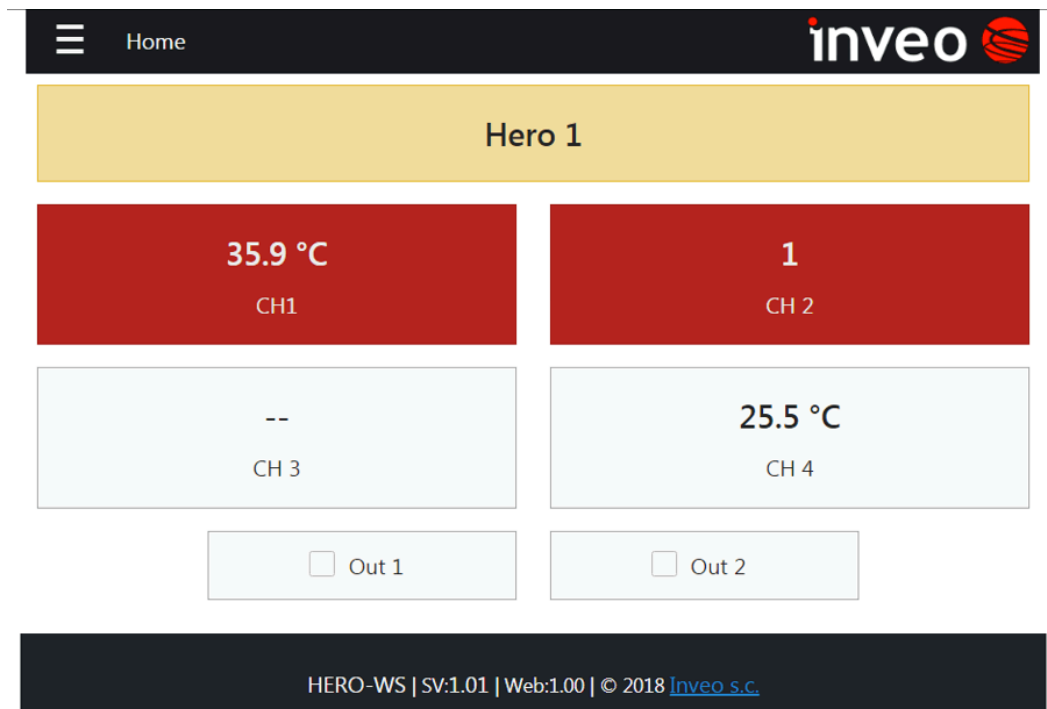 Home
inveo
Hero 1
35.9 °C
CH1
1
CH 2
--
CH 3
25.5 °C
CH 4
Out 1
Out 2
HERO-WS | SV:1.01 | Web:1.00 | © 2018 Inveo s.c.